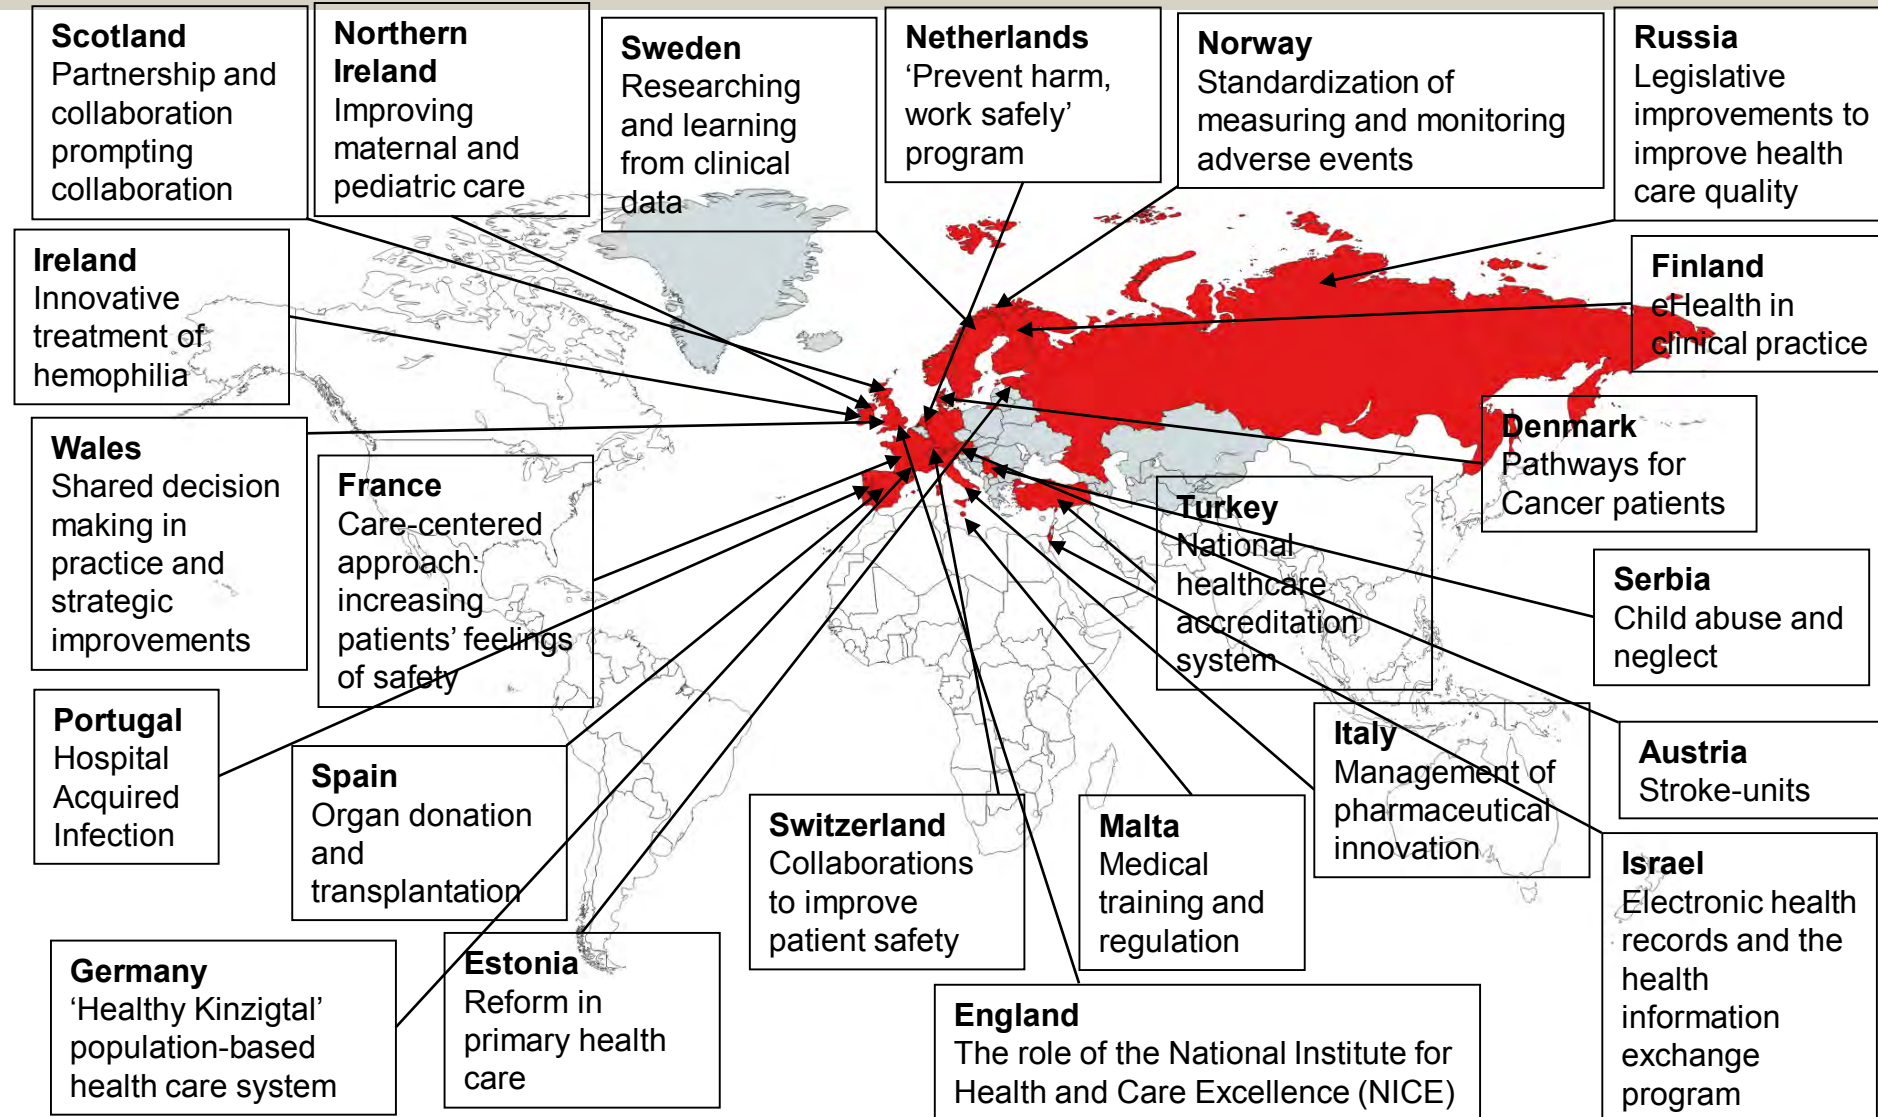 Scotland
Partnership and
collaboration
prompting
collaboration
Northern
Ireland
Improving
maternal and
pediatric care
Sweden
Researching
and learning
from clinical
data
Netherlands
‘Prevent harm,
work safely’
program
Norway
Standardization of
measuring and monitoring
adverse events
Russia
Legislative
improvements to
improve health
care quality
Ireland
Innovative
treatment of
hemophilia
Finland
eHealth in
clinical practice
Wales
Shared decision
making in
practice and
strategic
improvements
France
Care-centered
approach:
increasing
patients’ feelings
of safety
Denmark
Pathways for
Cancer patients
Turkey
National
healthcare
accreditation
system
Serbia
Child abuse and
neglect
Portugal
Hospital
Acquired
Infection
Spain
Organ donation
and
transplantation
Switzerland
Collaborations
to improve
patient safety
Malta
Medical
training and
regulation
Italy
Management of
pharmaceutical
innovation
Austria
Stroke-units
Germany
‘Healthy Kinzigtal’
population-based
health care system
Estonia
Reform in
primary health
care
England
The role of the National Institute for
Health and Care Excellence (NICE)
Israel
Electronic health
records and the
health
information
exchange
program